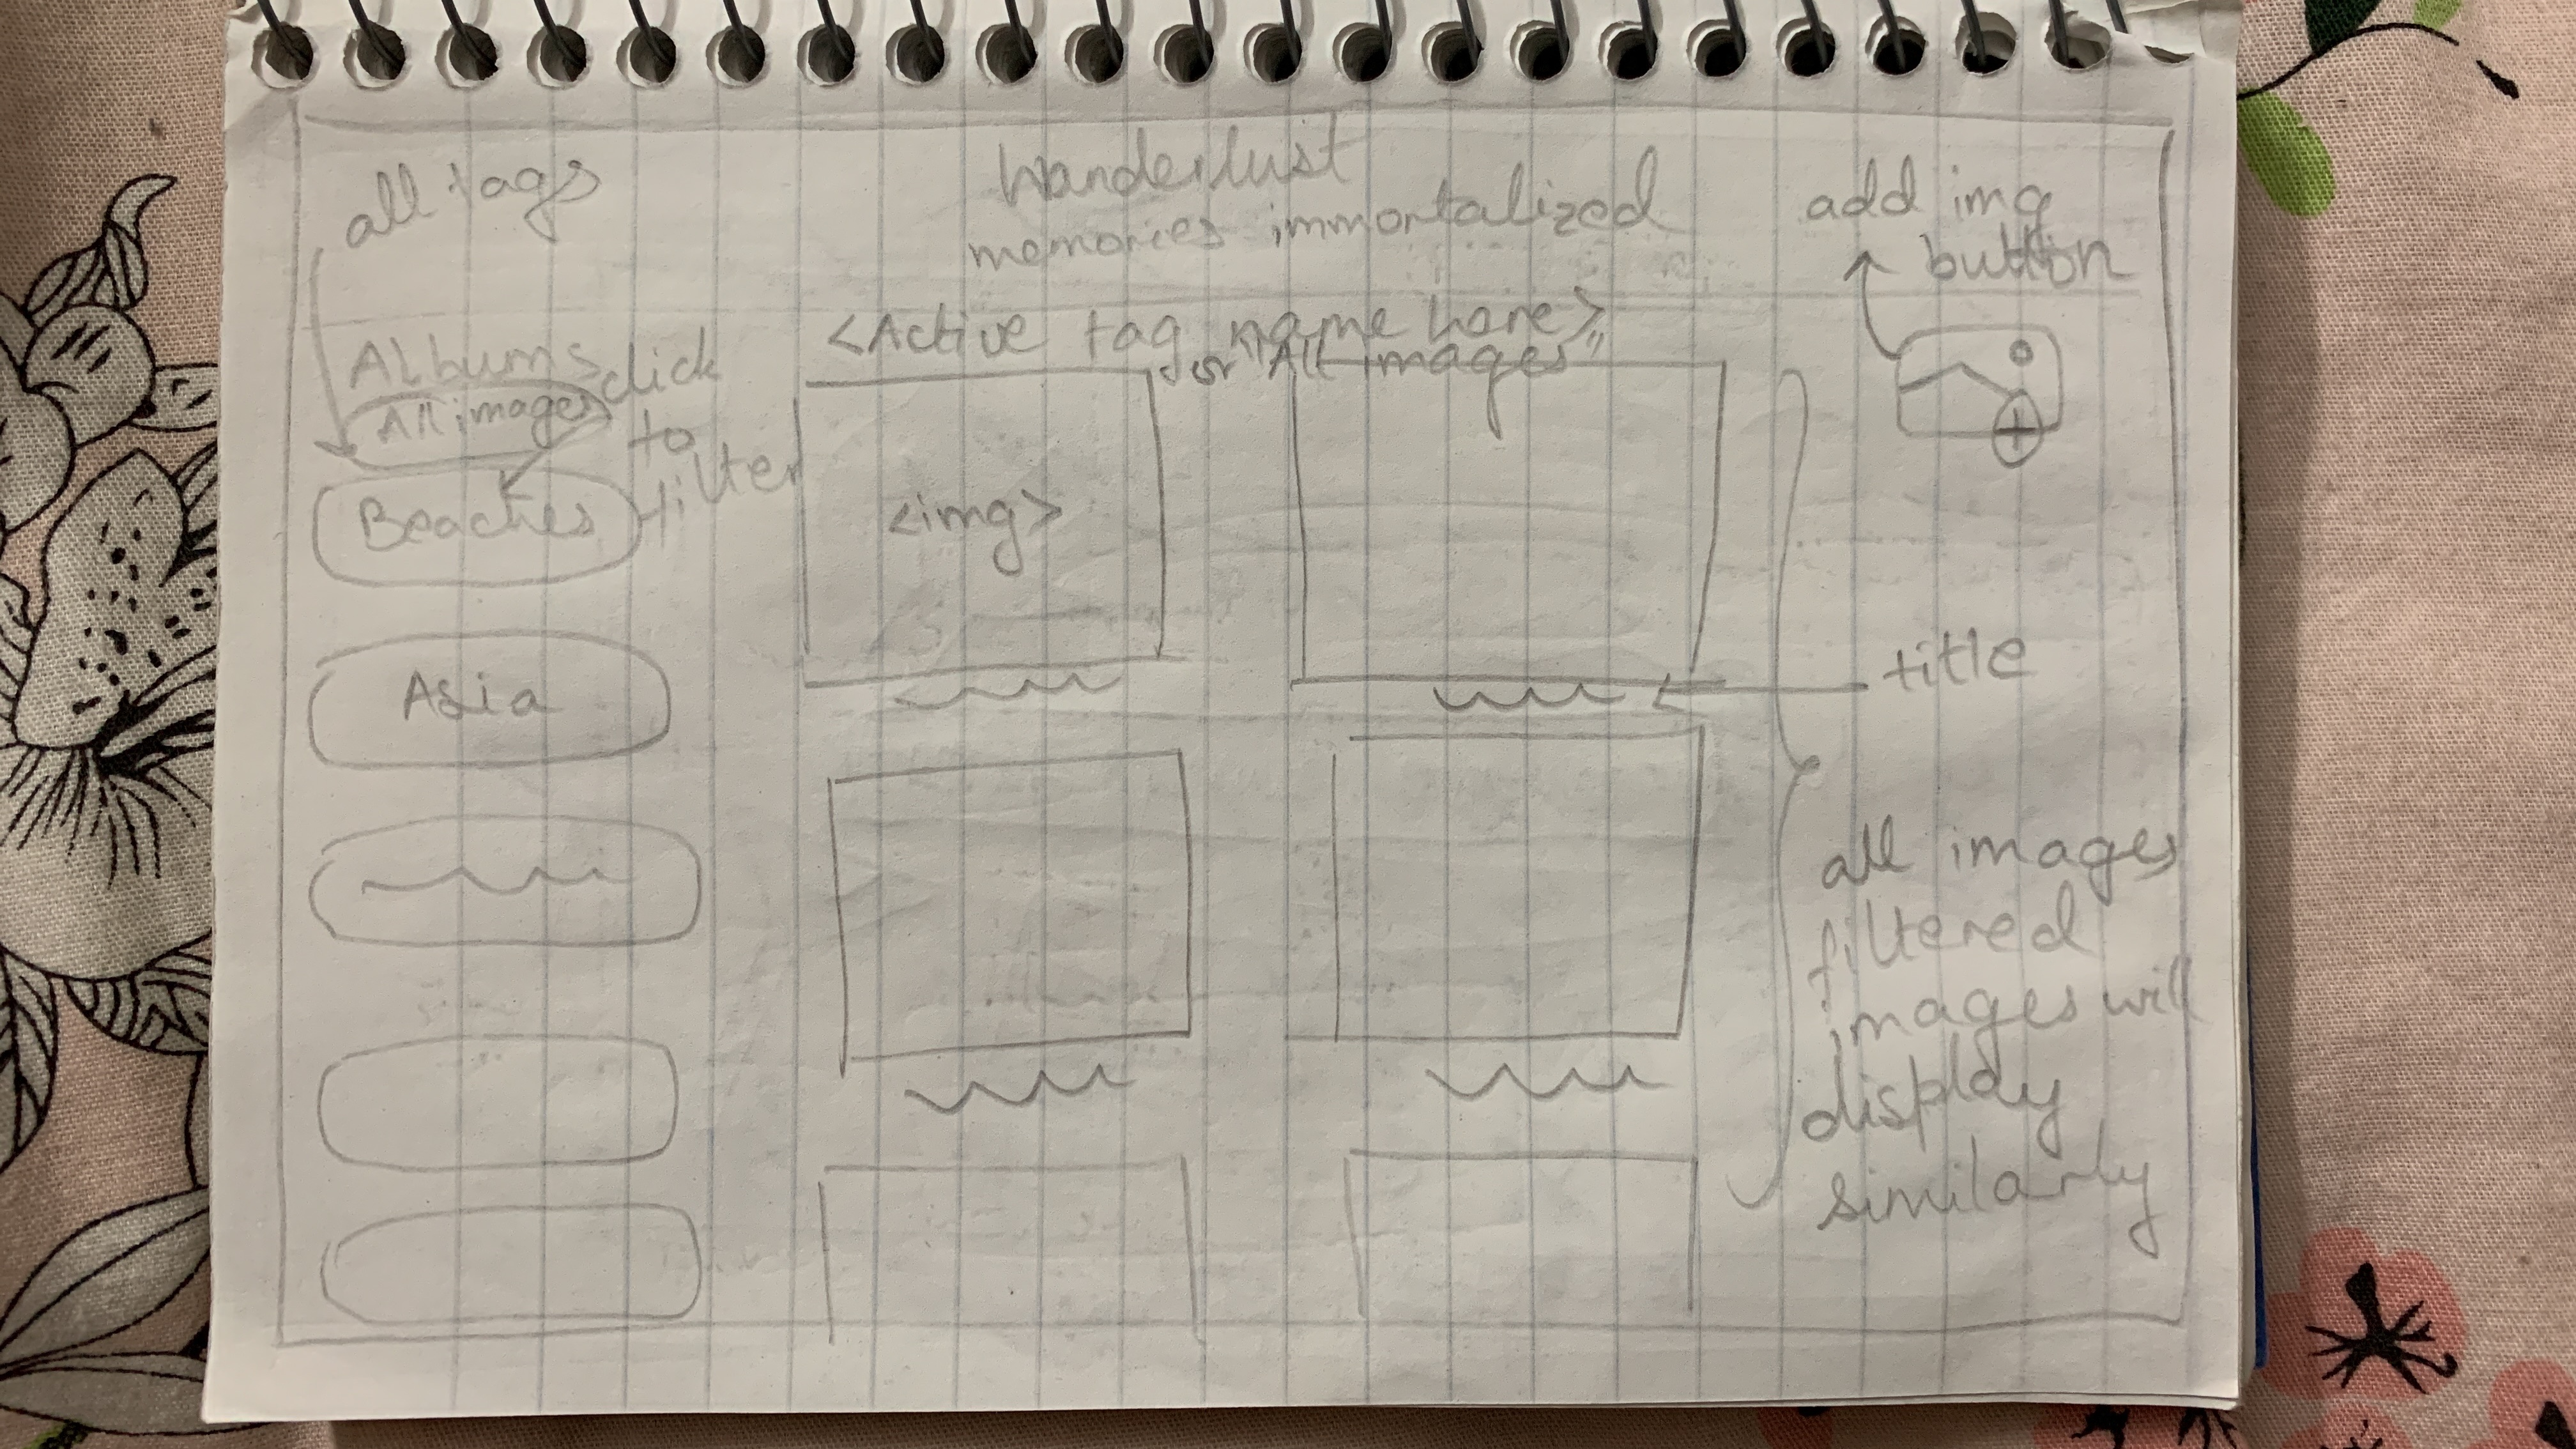 all tags
Wanderlust
memories immortalized
add img
button
<Active tag name here>
or "All images"
Albums
All images
click
to
filter
Beaches
<img>
Asia
title
all images
filtered
images will
display
similarly